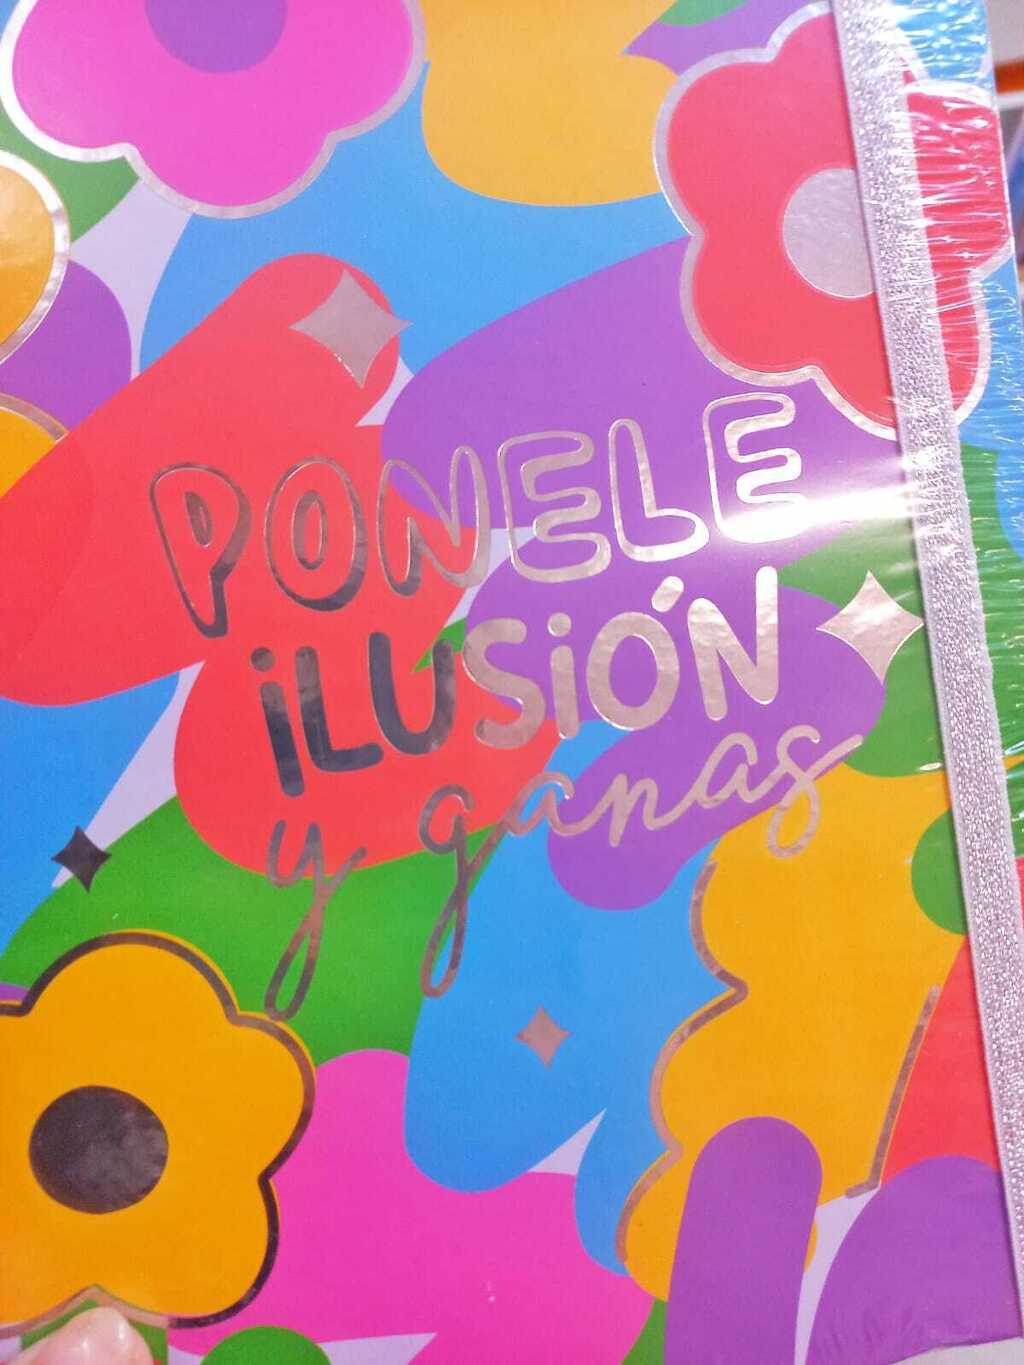 PONELE
iLUSiÓN
y ganas